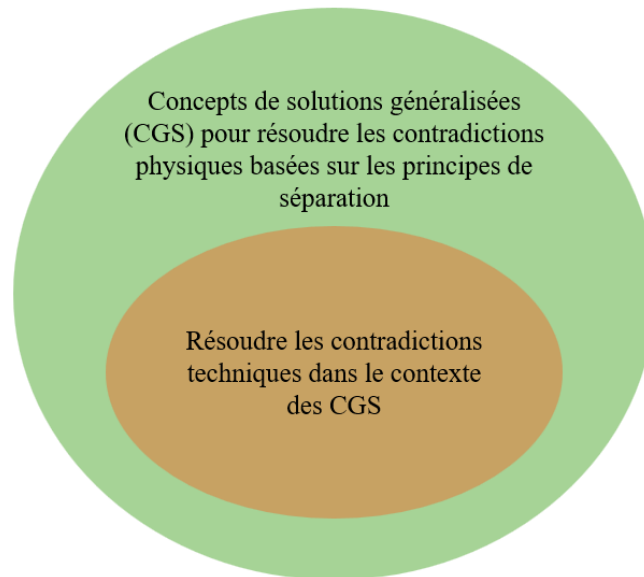 Concepts de solutions généralisées
(CGS) pour résoudre les contradictions
physiques basées sur les principes de
séparation
Résoudre les contradictions
techniques dans le contexte
des CGS